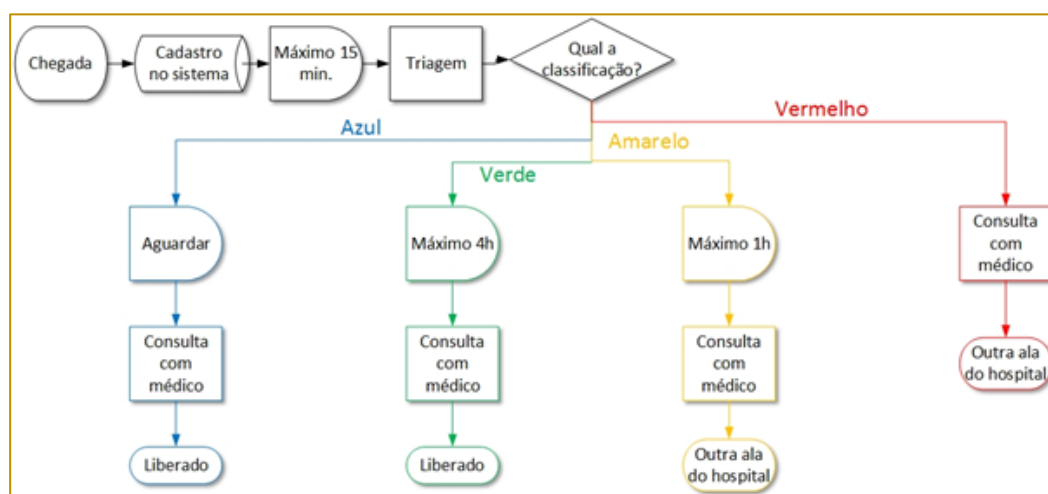 Chegada
Cadastro
no sistema
Máximo 15
min.
Triagem
Qual a
classificação?
Azul
Verde
Amarelo
Vermelho
Aguardar
Máximo 4h
Máximo 1h
Consulta
com
médico
Consulta
com
médico
Consulta
com
médico
Consulta
com
médico
Outra ala
do hospital
Liberado
Liberado
Outra ala
do hospital